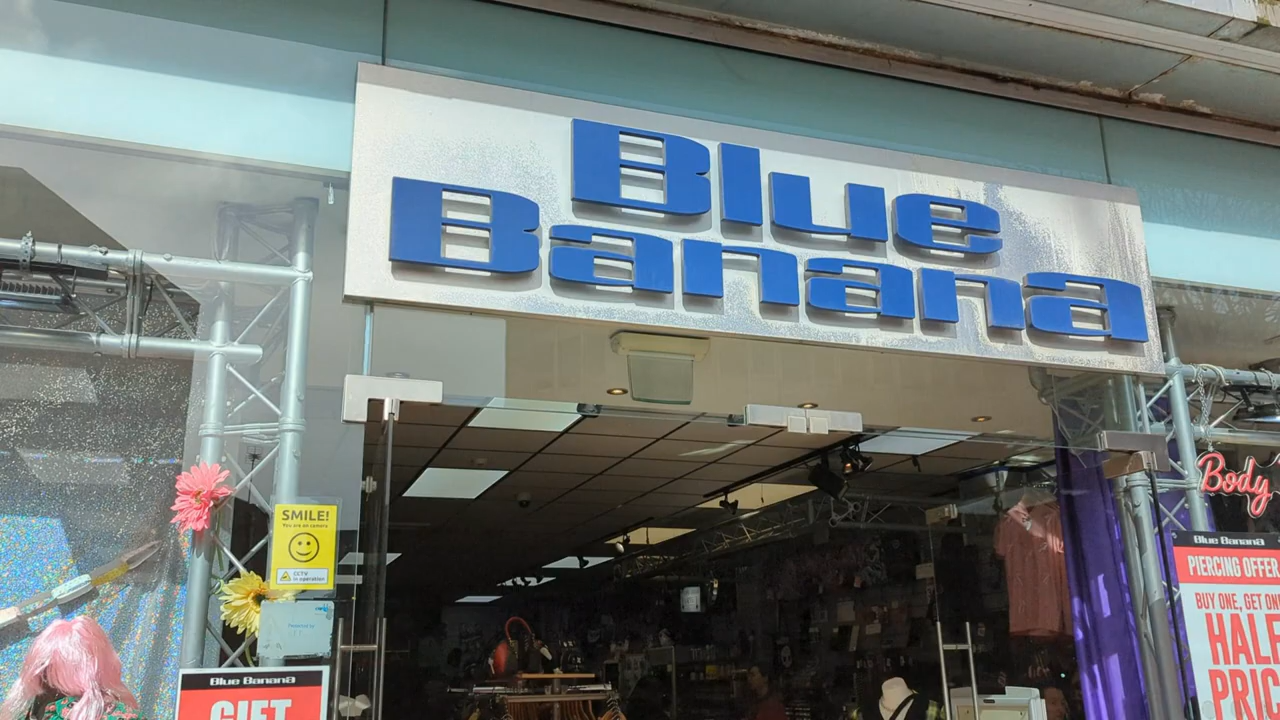 Blue
Banana
SMILE!
You are on camera
CCTV
in operation
Blue Banana
GIFT
Body
Blue Banana
PIERCING OFFER
BUY ONE, GET ON
HALF
PRIC